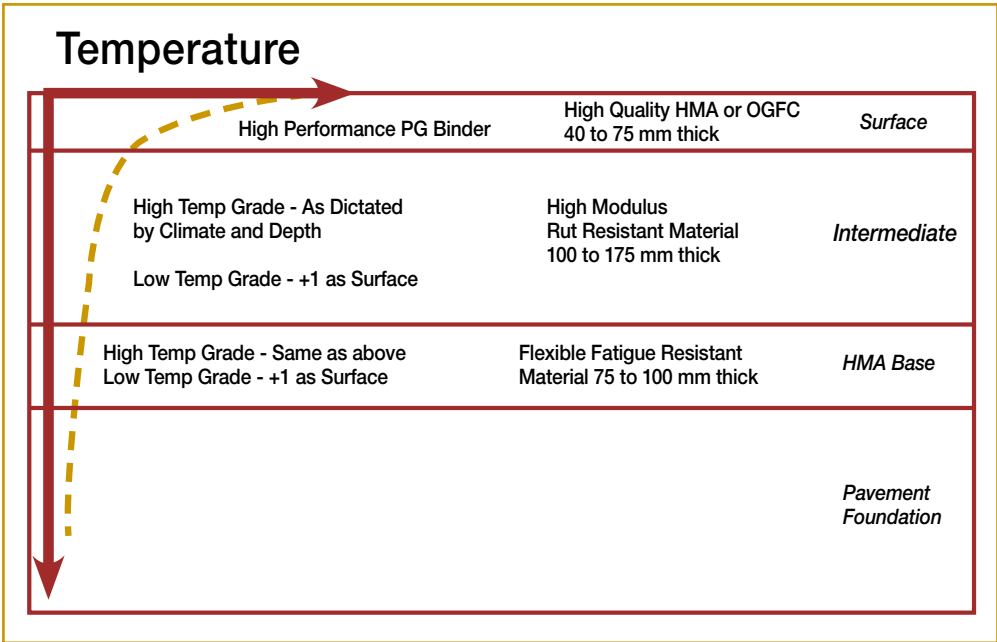 Temperature
High Performance PG Binder
High Quality HMA or OGFC
40 to 75 mm thick
Surface
High Temp Grade - As Dictated
by Climate and Depth
Low Temp Grade - +1 as Surface
High Modulus
Rut Resistant Material
100 to 175 mm thick
Intermediate
High Temp Grade - Same as above
Low Temp Grade - +1 as Surface
Flexible Fatigue Resistant
Material 75 to 100 mm thick
HMA Base
Pavement
Foundation